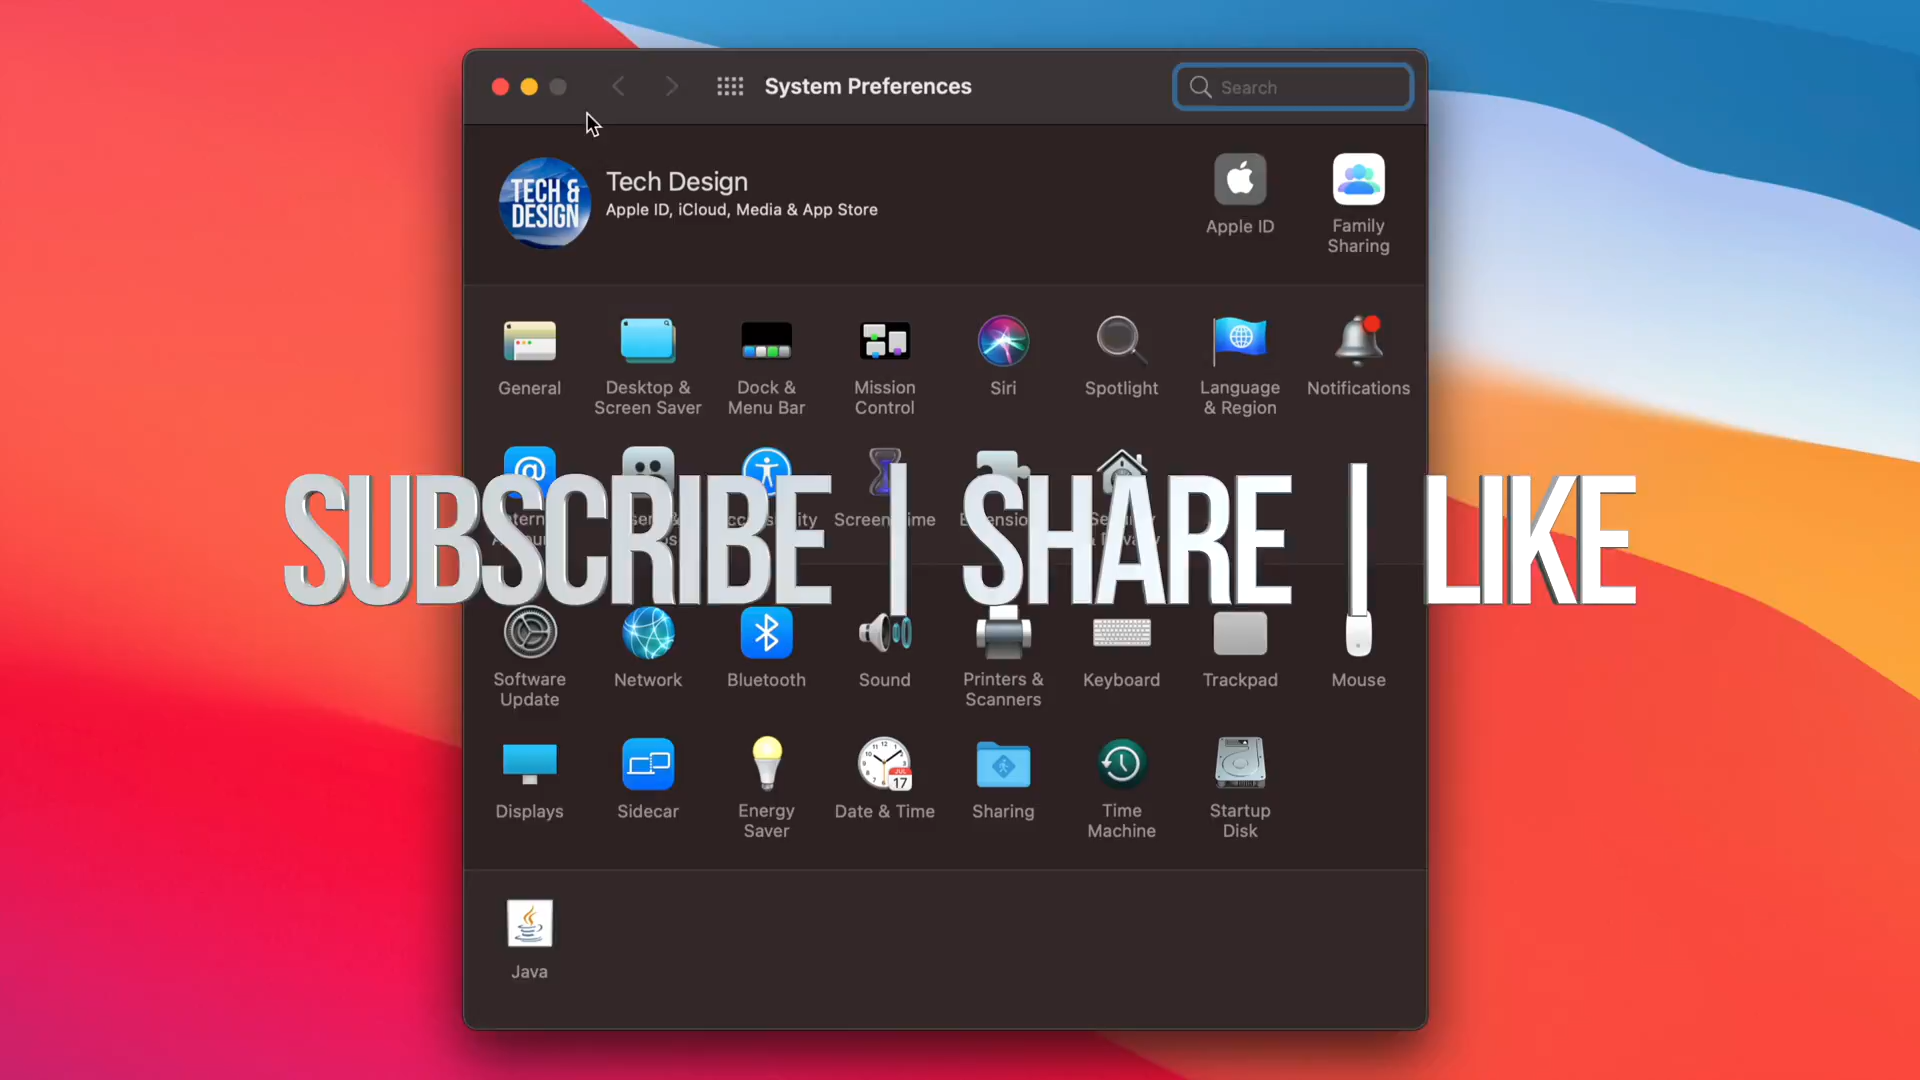 System Preferences
Search
TECH &
DESIGN
Tech Design
Apple ID, iCloud, Media & App Store
Apple ID
Family
Sharing
General
Desktop &
Screen Saver
Dock &
Menu Bar
Mission
Control
Siri
Spotlight
Language
& Region
Notifications
SUBSCRIBE | SHARE | LIKE
Software
Update
Network
Bluetooth
Sound
Printers &
Scanners
Keyboard
Trackpad
Mouse
Displays
Sidecar
Energy
Saver
JUL
17
Date & Time
Sharing
Time
Machine
Startup
Disk
Java